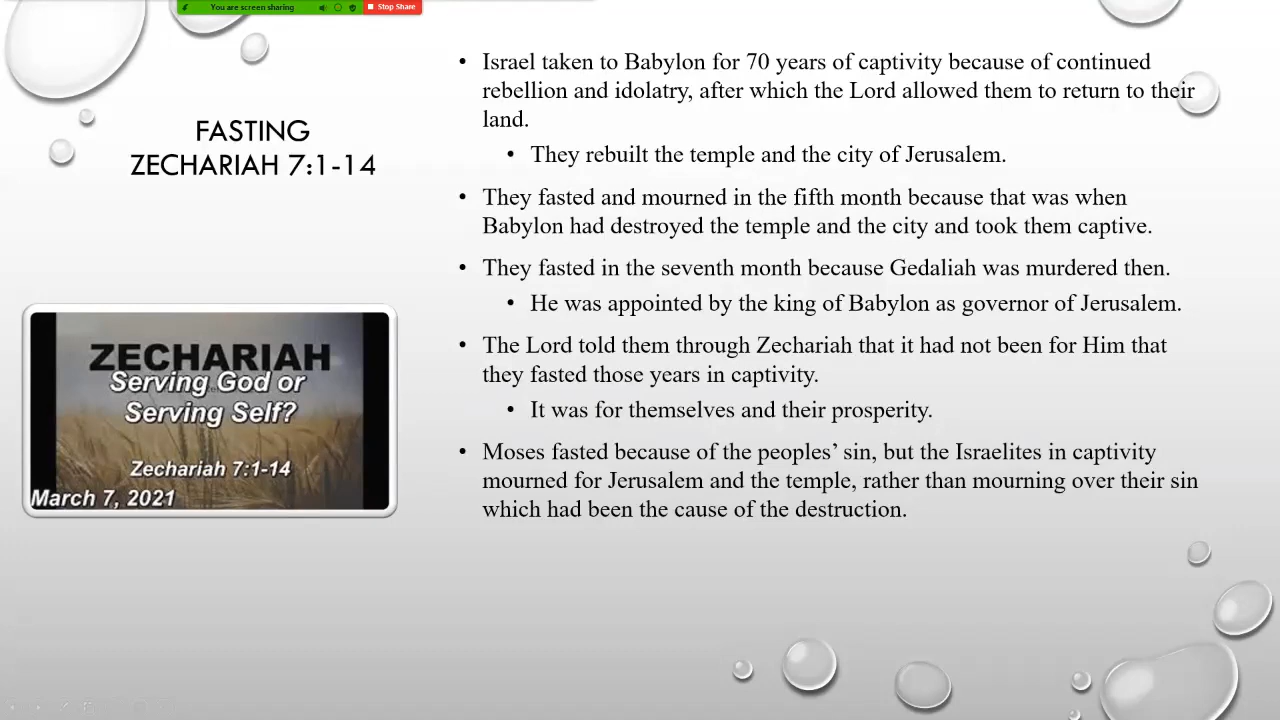 You are screen sharing
Stop Share
FASTING
ZECHARIAH 7:1-14
ZECHARIAH
Serving God or
Serving Self?
Zechariah 7:1-14
March 7, 2021
• Israel taken to Babylon for 70 years of captivity because of continued
rebellion and idolatry, after which the Lord allowed them to return to their
land.
• They rebuilt the temple and the city of Jerusalem.
• They fasted and mourned in the fifth month because that was when
Babylon had destroyed the temple and the city and took them captive.
• They fasted in the seventh month because Gedaliah was murdered then.
• He was appointed by the king of Babylon as governor of Jerusalem.
• The Lord told them through Zechariah that it had not been for Him that
they fasted those years in captivity.
• It was for themselves and their prosperity.
• Moses fasted because of the peoples’ sin, but the Israelites in captivity
mourned for Jerusalem and the temple, rather than mourning over their sin
which had been the cause of the destruction.